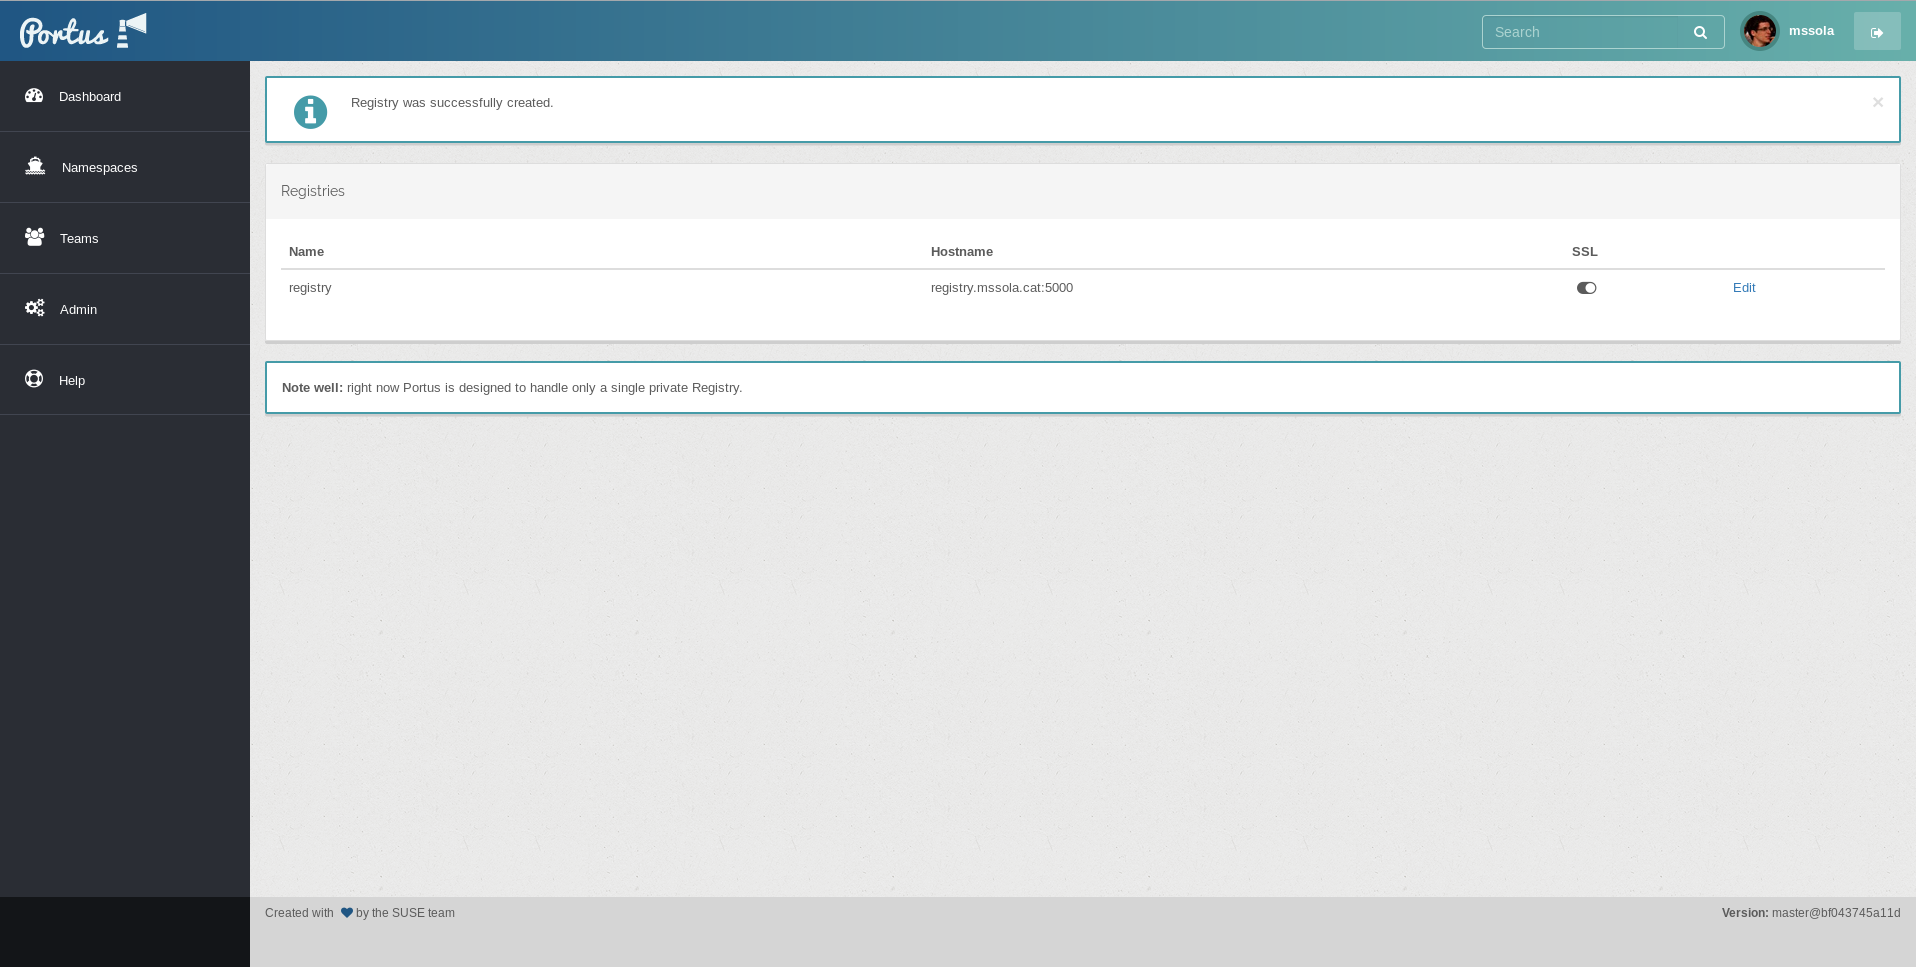 Portus
Search
mssola
Dashboard
Namespaces
Teams
Admin
Help
Registry was successfully created.
×
Registries
Name Hostname SSL
registry registry.mssola.cat:5000 Edit
Note well: right now Portus is designed to handle only a single private Registry.
Created with by the SUSE team
Version: master@bf043745a11d